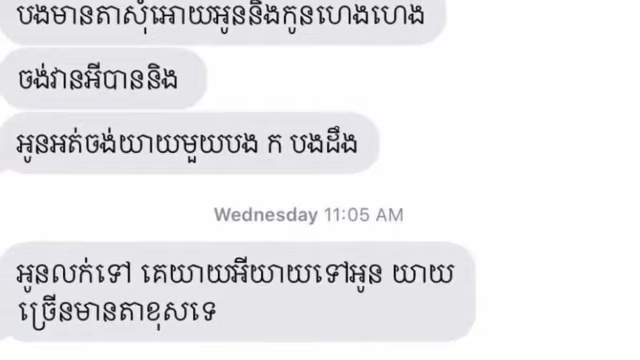 បងមានតាសុំអោយអូននិងកូនហេងហេង
ចង់វានអីបាននិង
អូនអត់ចង់យាយមួយបង ក បងដឹង
Wednesday 11:05 AM
អូនលក់ទៅ គេយាយអីយាយទៅអូន យាយ
ច្រើនមានតាខុសទេ